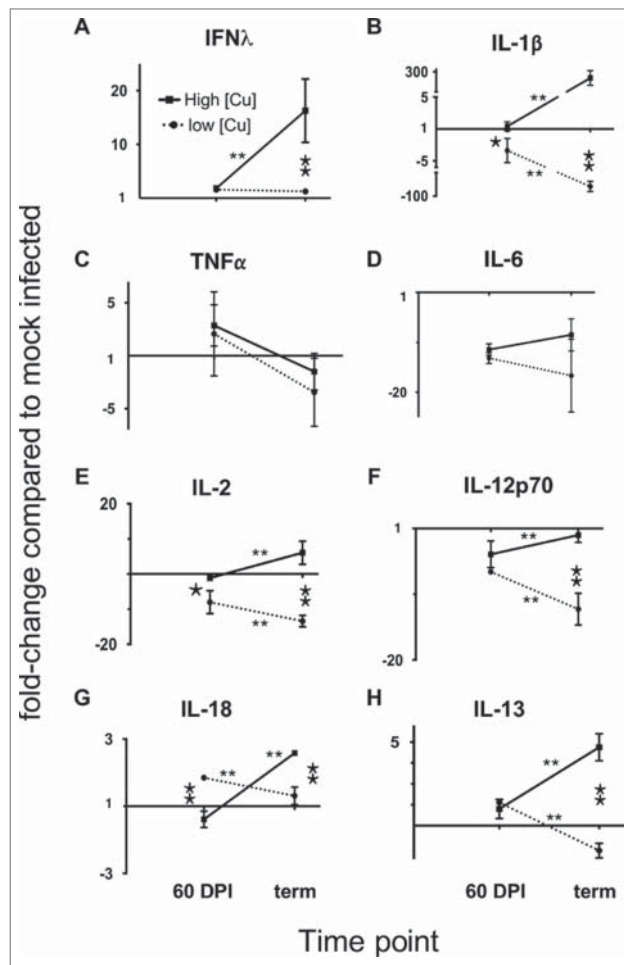 fold-change compared to mock infected
A
IFNλ
20
10
1
High [Cu]
low [Cu]
**
B
IL-1β
300
5
1
-5
-100
**
**
C
TNFα
5
1
-5
D
IL-6
1
-20
E
IL-2
20
-20
**
**
F
IL-12p70
1
-20
**
**
G
IL-18
3
1
-3
**
**
H
IL-13
5
**
**
60 DPI term
60 DPI term
Time point